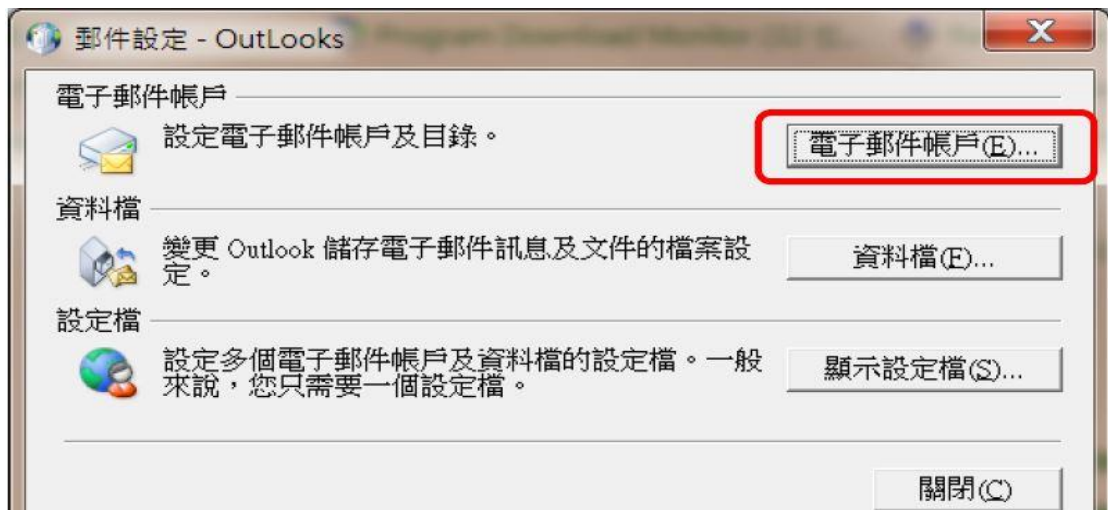 郵件設定 - OutLooks
電子郵件帳戶
設定電子郵件帳戶及目錄。
電子郵件帳戶(E)...
資料檔
變更 Outlook 儲存電子郵件訊息及文件的檔案設
定。
資料檔(F)...
設定檔
設定多個電子郵件帳戶及資料檔的設定檔。一般
來說，您只需要一個設定檔。
顯示設定檔(S)...
關閉(C)